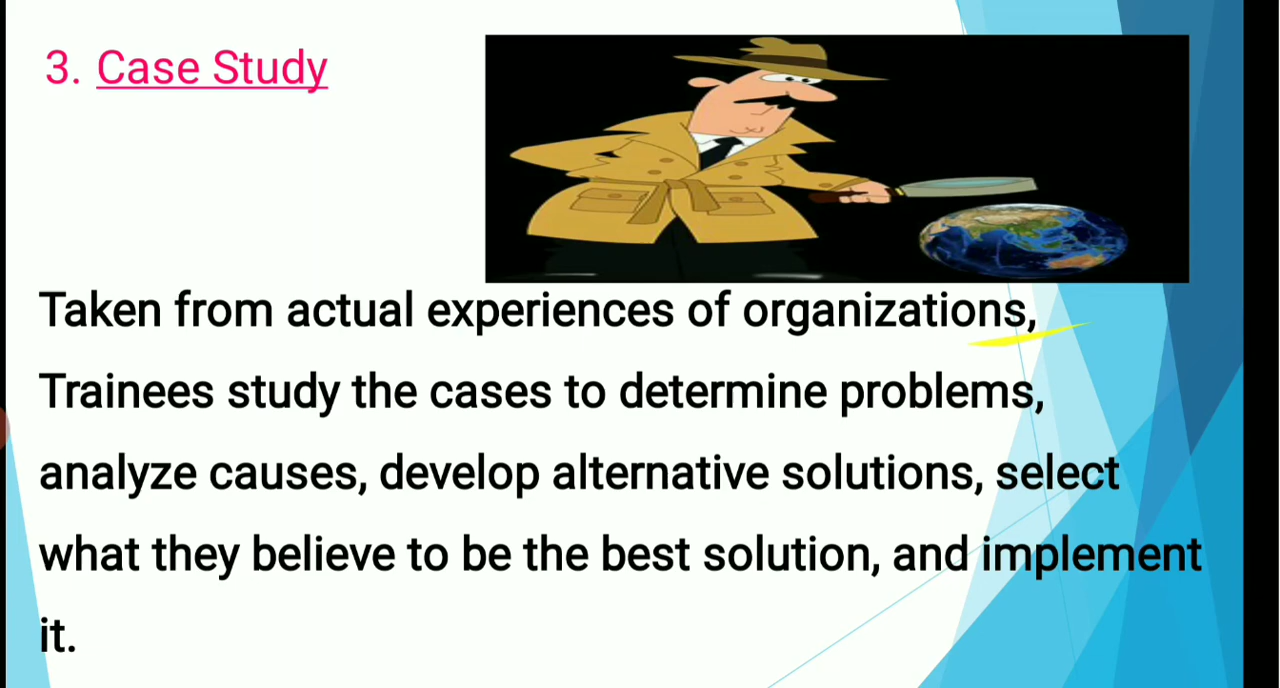 3. Case Study
Taken from actual experiences of organizations,
Trainees study the cases to determine problems,
analyze causes, develop alternative solutions, select
what they believe to be the best solution, and implement
it.